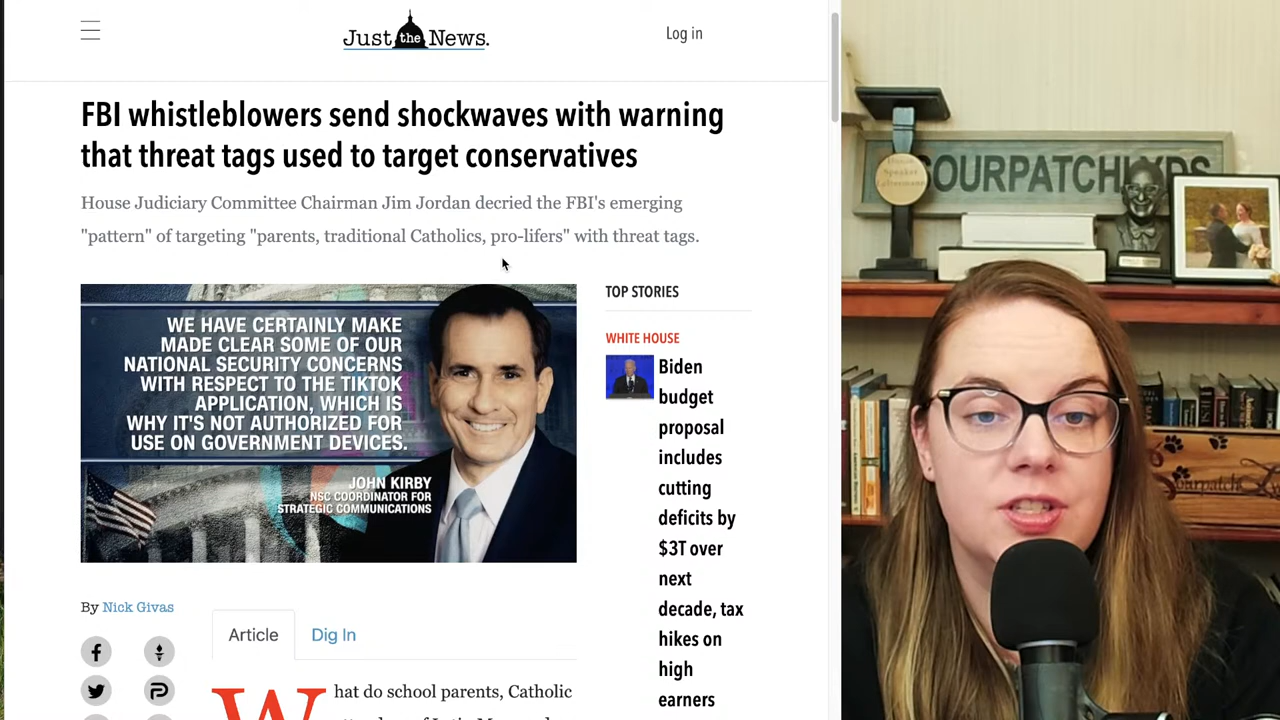 Just the News.
Log in
FBI whistleblowers send shockwaves with warning
that threat tags used to target conservatives
House Judiciary Committee Chairman Jim Jordan decried the FBI's emerging
"pattern" of targeting "parents, traditional Catholics, pro-lifers" with threat tags.
WE HAVE CERTAINLY MAKE
MADE CLEAR SOME OF OUR
NATIONAL SECURITY CONCERNS
WITH RESPECT TO THE TIKTOK
APPLICATION, WHICH IS
WHY IT'S NOT AUTHORIZED FOR
USE ON GOVERNMENT DEVICES.
JOHN KIRBY
NSC COORDINATOR FOR
STRATEGIC COMMUNICATIONS
TOP STORIES
WHITE HOUSE
Biden
budget
proposal
includes
cutting
deficits by
$3T over
next
decade, tax
hikes on
high
earners
By Nick Givas
Article
Dig In
What do school parents, Catholic
SOURPATCHLYDS